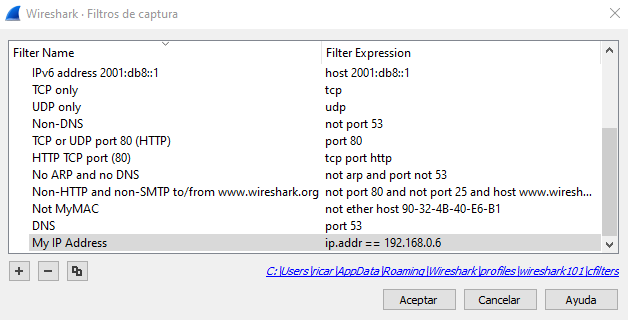 Wireshark · Filtros de captura
Filter Name Filter Expression
IPv6 address 2001:db8::1 host 2001:db8::1
TCP only tcp
UDP only udp
Non-DNS not port 53
TCP or UDP port 80 (HTTP) port 80
HTTP TCP port (80) tcp port http
No ARP and no DNS not arp and port not 53
Non-HTTP and non-SMTP to/from www.wireshark.org not port 80 and not port 25 and host www.wiresh...
Not MyMAC not ether host 90-32-4B-40-E6-B1
DNS port 53
My IP Address ip.addr == 192.168.0.6
C:\Users\ricar\AppData\Roaming\Wireshark\profiles\wireshark101\cfilters
Aceptar Cancelar Ayuda